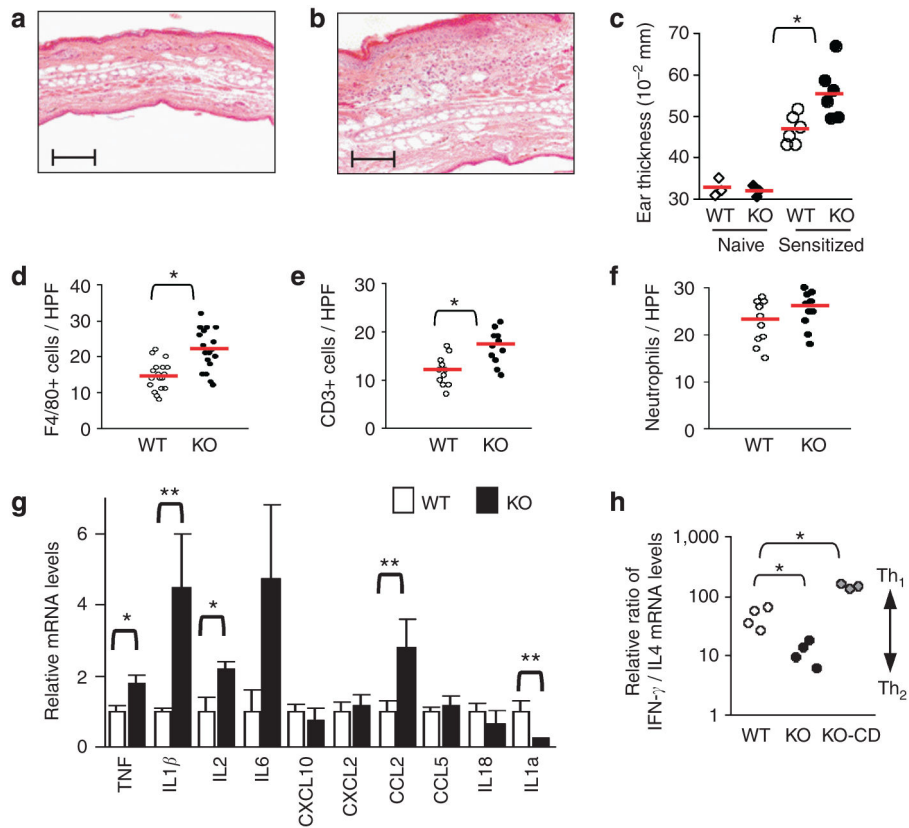 a
b
c
Ear thickness (10⁻² mm)
70
60
50
40
30
*
WT KO WT KO
Naive Sensitized
d
F4/80+ cells / HPF
40
30
20
10
0
*
WT KO
e
CD3+ cells / HPF
30
20
10
0
*
WT KO
f
Neutrophils / HPF
30
20
10
0
WT KO
g
Relative mRNA levels
6
4
2
0
WT KO
* ** * ** **
TNF IL1β IL2 IL6 CXCL10 CXCL2 CCL2 CCL5 IL18 IL1a
h
Relative ratio of
IFN-γ / IL4 mRNA levels
1,000
100
10
1
*
*
Th₁
Th₂
WT KO KO-CD